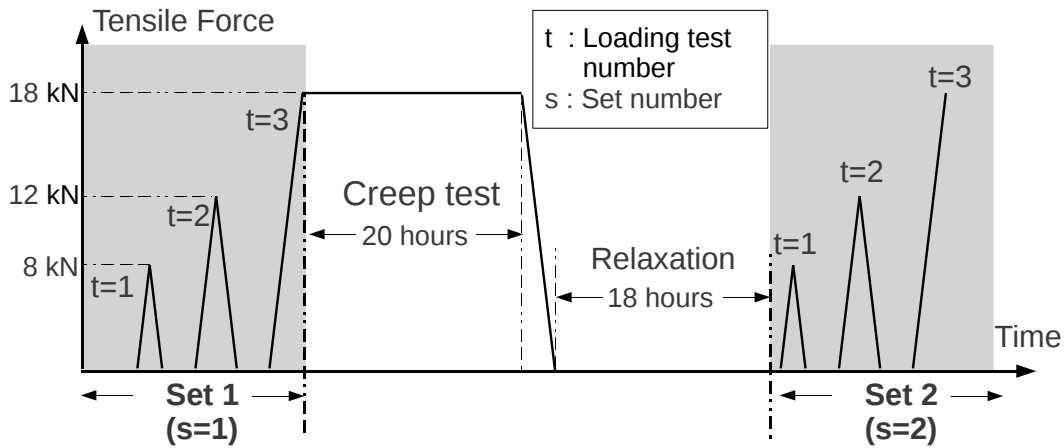 Tensile Force
t : Loading test
number
s : Set number
18 kN
12 kN
8 kN
t=1
t=2
t=3
Creep test
20 hours
Relaxation
18 hours
t=1
t=2
t=3
Time
Set 1
(s=1)
Set 2
(s=2)